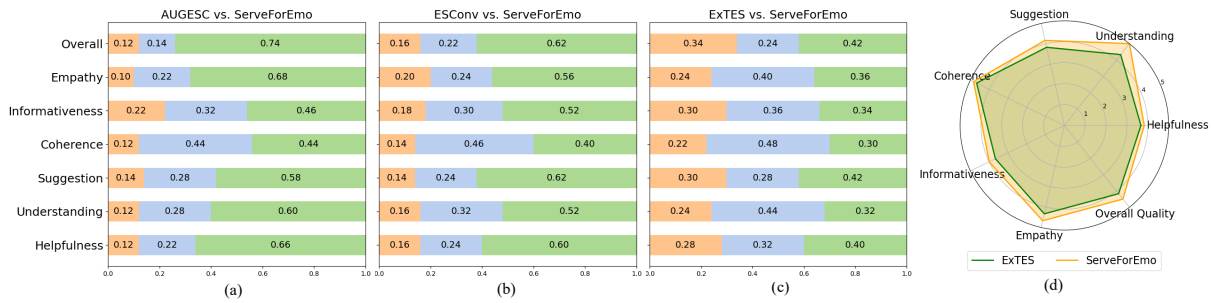 AUGESC vs. ServeForEmo
Overall 0.12 0.14 0.74
Empathy 0.10 0.22 0.68
Informativeness 0.22 0.32 0.46
Coherence 0.12 0.44 0.44
Suggestion 0.14 0.28 0.58
Understanding 0.12 0.28 0.60
Helpfulness 0.12 0.22 0.66
0.0 0.2 0.4 0.6 0.8 1.0
(a)
ESConv vs. ServeForEmo
0.16 0.22 0.62
0.20 0.24 0.56
0.18 0.30 0.52
0.14 0.46 0.40
0.14 0.24 0.62
0.16 0.32 0.52
0.16 0.24 0.60
0.0 0.2 0.4 0.6 0.8 1.0
(b)
ExTES vs. ServeForEmo
0.34 0.24 0.42
0.24 0.40 0.36
0.30 0.36 0.34
0.22 0.48 0.30
0.30 0.28 0.42
0.24 0.44 0.32
0.28 0.32 0.40
0.0 0.2 0.4 0.6 0.8 1.0
(c)
Suggestion
Understanding
Coherence
5
4
3
2
1
Helpfulness
Informativeness
Overall Quality
Empathy
ExTES ServeForEmo
(d)